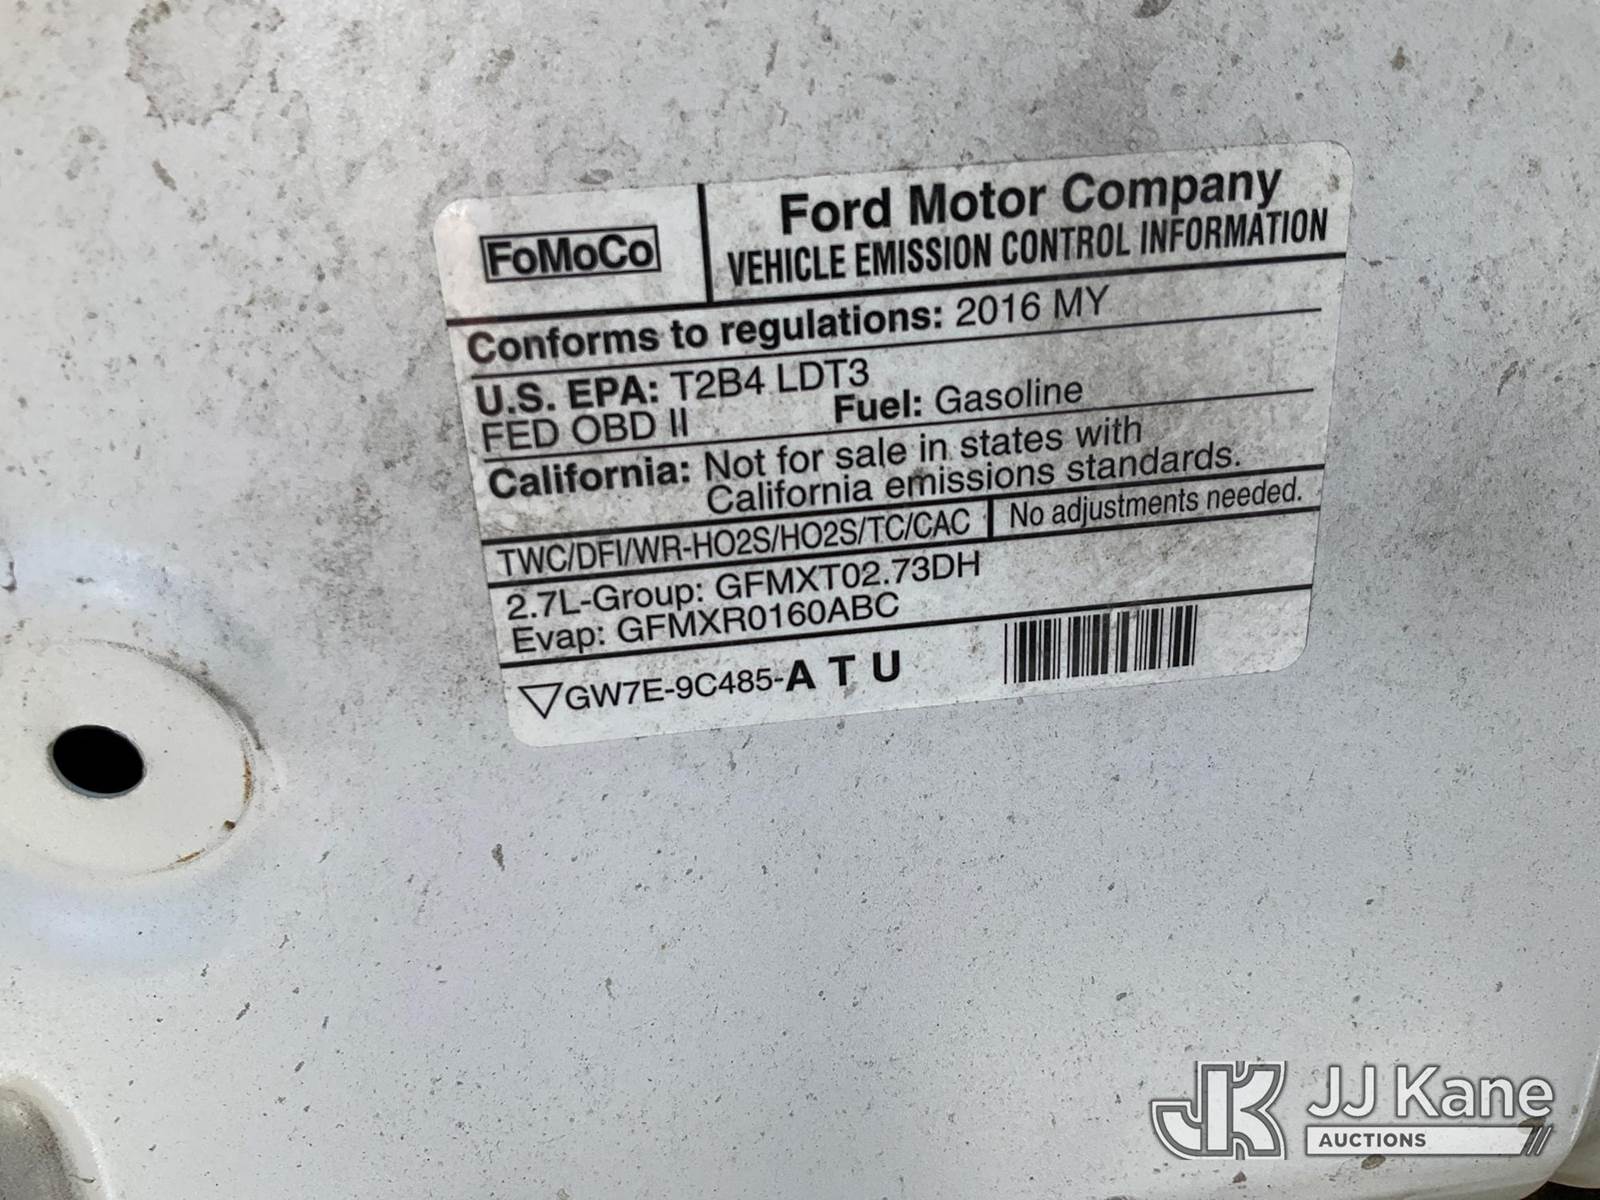 FoMoCo
Ford Motor Company
VEHICLE EMISSION CONTROL INFORMATION
Conforms to regulations: 2016 MY
U.S. EPA: T2B4 LDT3
FED OBD II Fuel: Gasoline
California: Not for sale in states with
California emissions standards.
TWC/DFI/WR-HO2S/HO2S/TC/CAC No adjustments needed.
2.7L-Group: GFMXT02.73DH
Evap: GFMXR0160ABC
▽GW7E-9C485-A T U
JK JJ Kane
AUCTIONS